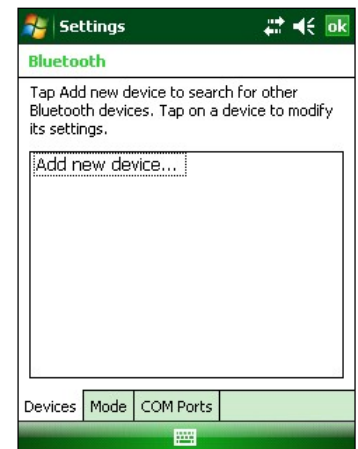 Settings
ok
Bluetooth
Tap Add new device to search for other
Bluetooth devices. Tap on a device to modify
its settings.
Add new device...
Devices Mode COM Ports